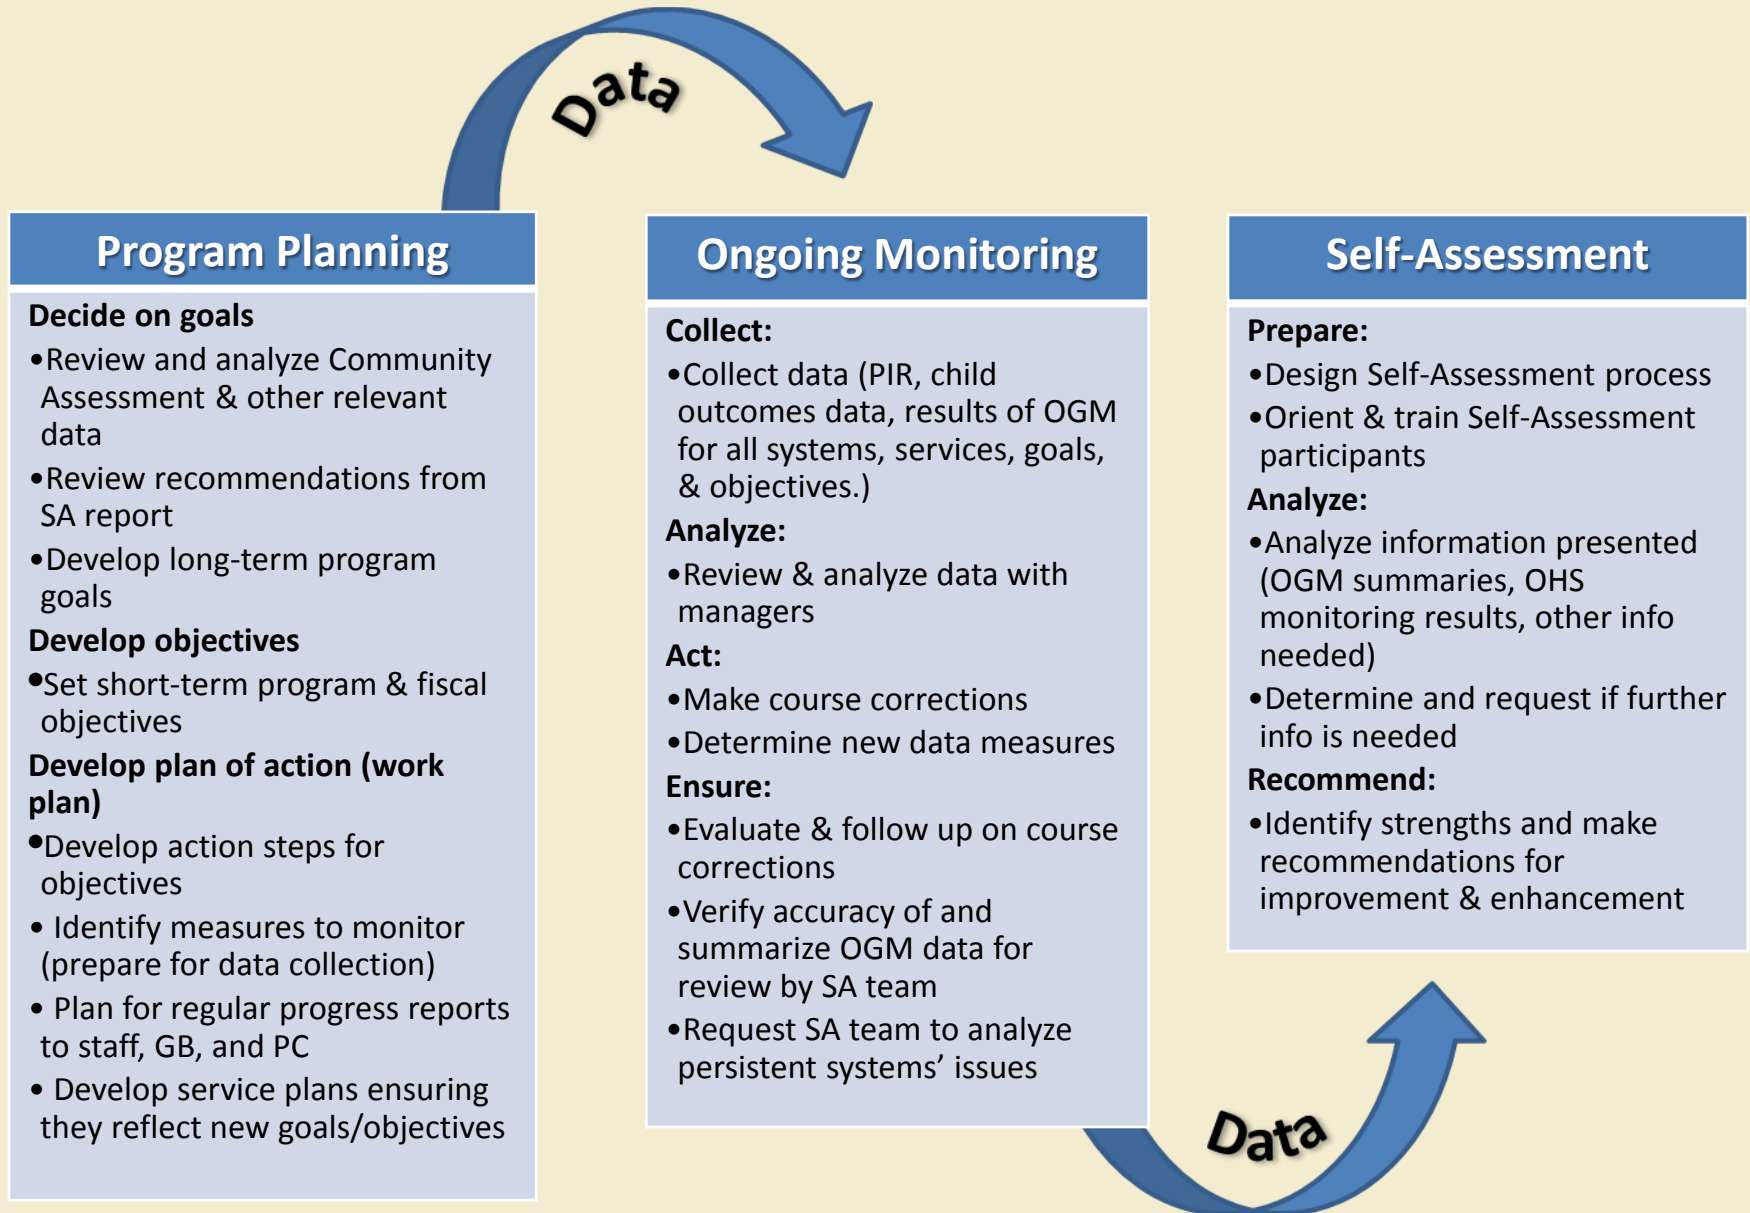 Data
Program Planning
Decide on goals
•Review and analyze Community
Assessment & other relevant
data
•Review recommendations from
SA report
•Develop long-term program
goals
Develop objectives
•Set short-term program & fiscal
objectives
Develop plan of action (work
plan)
•Develop action steps for
objectives
• Identify measures to monitor
(prepare for data collection)
• Plan for regular progress reports
to staff, GB, and PC
• Develop service plans ensuring
they reflect new goals/objectives
Ongoing Monitoring
Collect:
•Collect data (PIR, child
outcomes data, results of OGM
for all systems, services, goals,
& objectives.)
Analyze:
•Review & analyze data with
managers
Act:
•Make course corrections
•Determine new data measures
Ensure:
•Evaluate & follow up on course
corrections
•Verify accuracy of and
summarize OGM data for
review by SA team
•Request SA team to analyze
persistent systems’ issues
Self-Assessment
Prepare:
•Design Self-Assessment process
•Orient & train Self-Assessment
participants
Analyze:
•Analyze information presented
(OGM summaries, OHS
monitoring results, other info
needed)
•Determine and request if further
info is needed
Recommend:
•Identify strengths and make
recommendations for
improvement & enhancement
Data